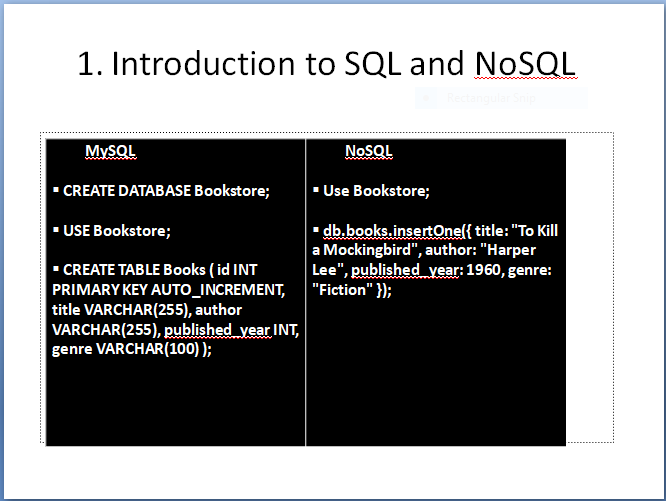 1. Introduction to SQL and NoSQL
Rectangular Snip
MySQL
▪ CREATE DATABASE Bookstore;
▪ USE Bookstore;
▪ CREATE TABLE Books ( id INT
PRIMARY KEY AUTO_INCREMENT,
title VARCHAR(255), author
VARCHAR(255), published_year INT,
genre VARCHAR(100) );
NoSQL
▪ Use Bookstore;
▪ db.books.insertOne({ title: "To Kill
a Mockingbird", author: "Harper
Lee", published_year: 1960, genre:
"Fiction" });